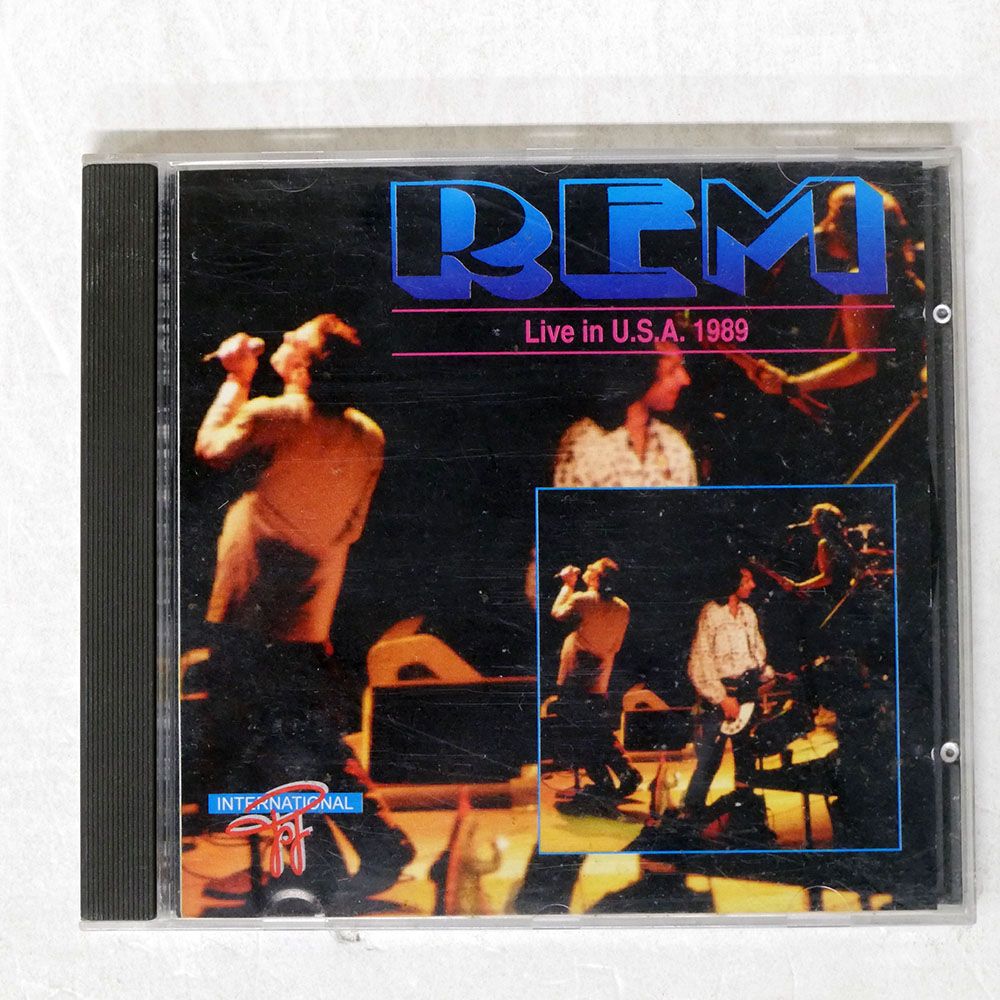 REM
Live in U.S.A. 1989
INTERNATIONAL